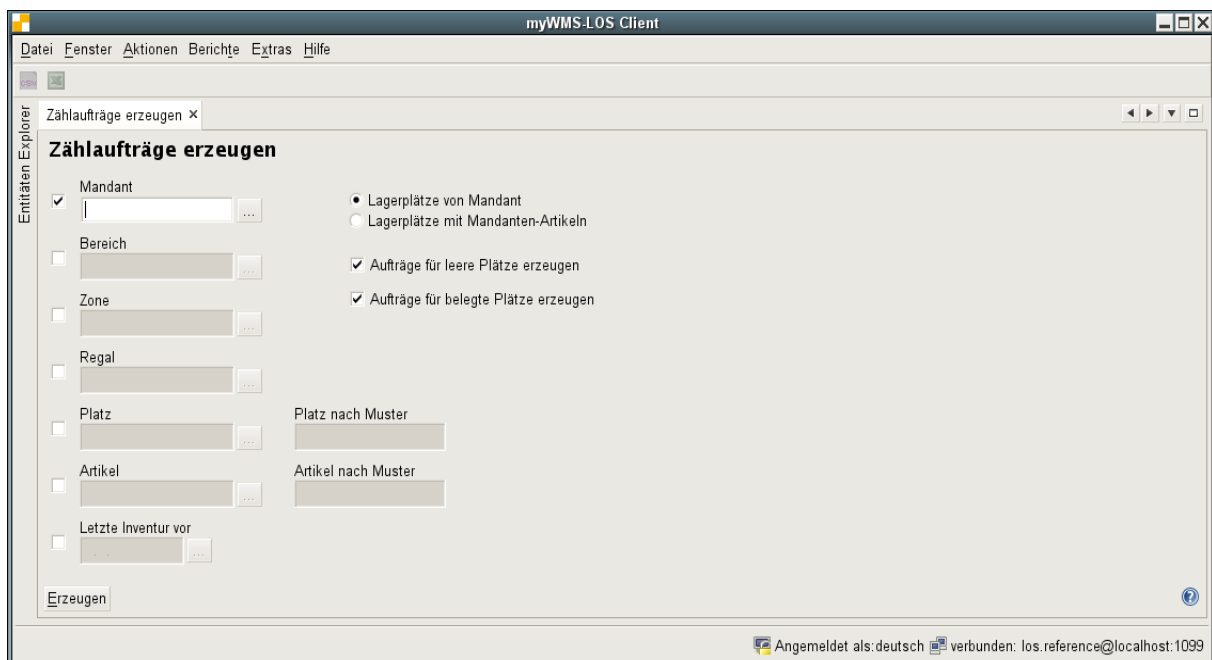 myWMS-LOS Client
Datei Fenster Aktionen Berichte Extras Hilfe
CSV
Entitäten Explorer
Zählaufträge erzeugen
Zählaufträge erzeugen
Mandant
...
Lagerplätze von Mandant
Lagerplätze mit Mandanten-Artikeln
Bereich
...
Aufträge für leere Plätze erzeugen
Zone
...
Aufträge für belegte Plätze erzeugen
Regal
...
Platz
...
Platz nach Muster
Artikel
...
Artikel nach Muster
Letzte Inventur vor
. .
...
Erzeugen
Angemeldet als:deutsch verbunden: los.reference@localhost:1099